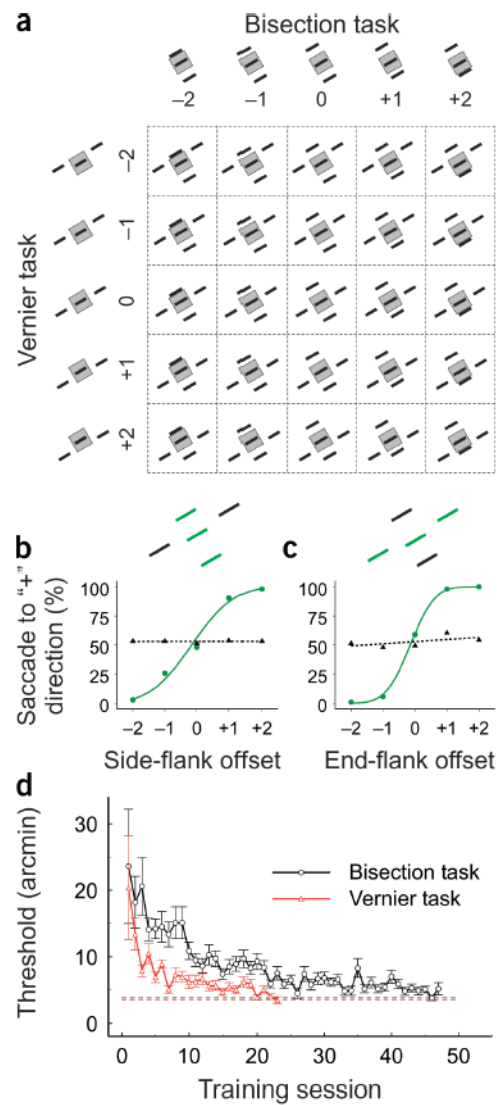 a
Bisection task
–2 –1 0 +1 +2
Vernier task
–2
–1
0
+1
+2
b
c
Saccade to “+”
direction (%)
100
75
50
25
0
–2 –1 0 +1 +2
Side-flank offset
100
75
50
25
0
–2 –1 0 +1 +2
End-flank offset
d
Threshold (arcmin)
30
20
10
0
Bisection task
Vernier task
0 10 20 30 40 50
Training session